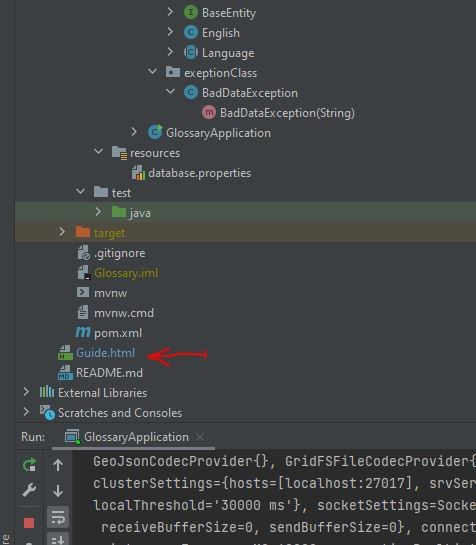 BaseEntity
English
Language
exeptionClass
BadDataException
BadDataException(String)
GlossaryApplication
resources
database.properties
test
java
target
.gitignore
Glossary.iml
mvnw
mvnw.cmd
pom.xml
Guide.html
README.md
External Libraries
Scratches and Consoles
Run: GlossaryApplication
GeoJsonCodecProvider{}, GridFSFileCodecProvider{
clusterSettings={hosts=[localhost:27017], srvSer
localThreshold='30000 ms'}, socketSettings=Socke
receiveBufferSize=0, sendBufferSize=0}, connect